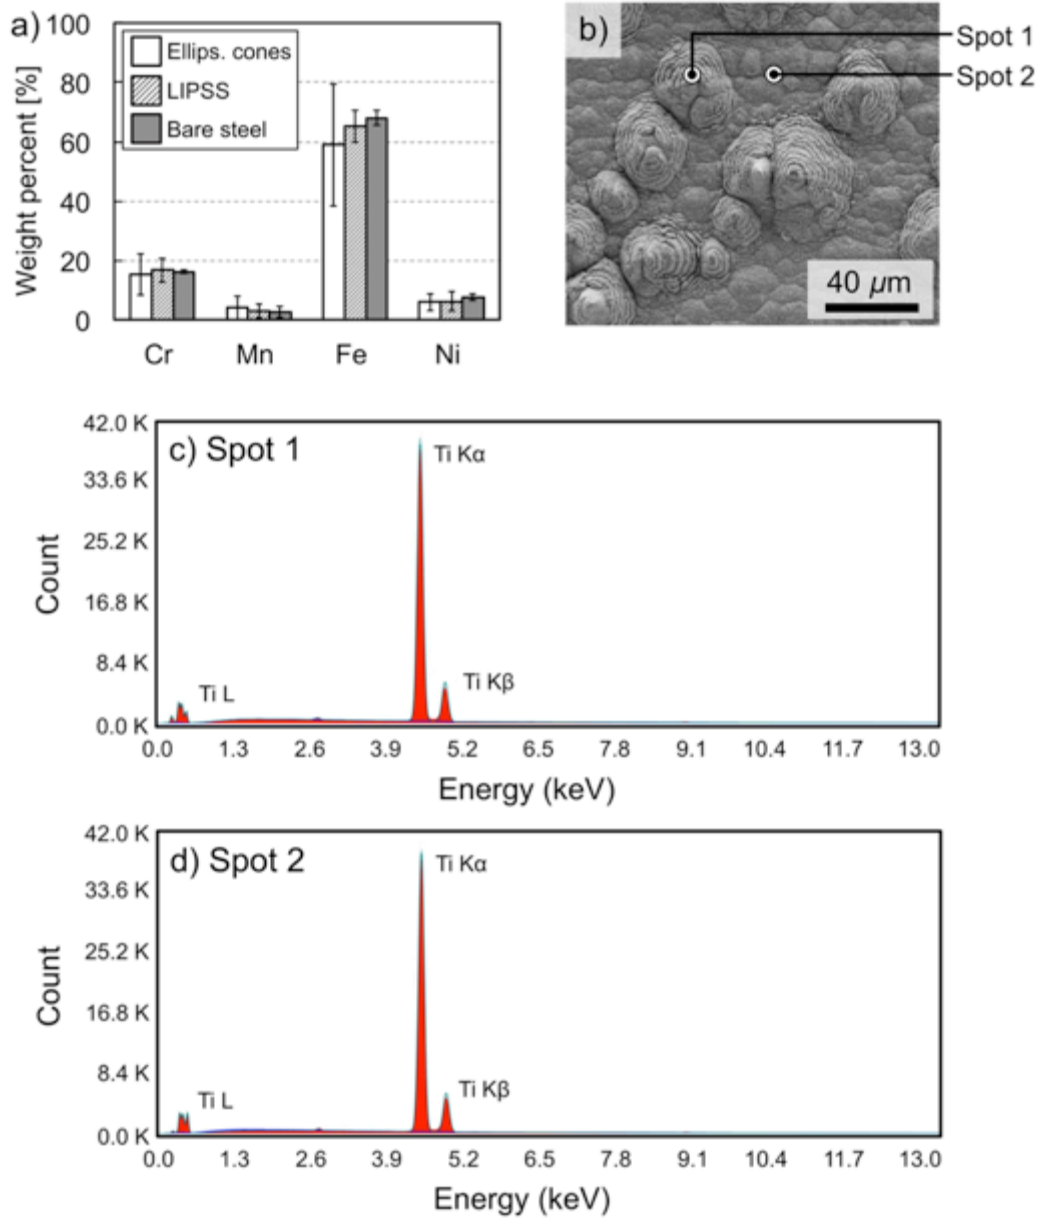 a)
100
80
60
40
20
0
Weight percent [%]
Ellips. cones
LIPSS
Bare steel
Cr Mn Fe Ni
b)
Spot 1
Spot 2
40 µm
c) Spot 1
42.0 K
33.6 K
25.2 K
16.8 K
8.4 K
0.0 K
Count
Ti Kα
Ti Kβ
Ti L
0.0 1.3 2.6 3.9 5.2 6.5 7.8 9.1 10.4 11.7 13.0
Energy (keV)
d) Spot 2
42.0 K
33.6 K
25.2 K
16.8 K
8.4 K
0.0 K
Count
Ti Kα
Ti Kβ
Ti L
0.0 1.3 2.6 3.9 5.2 6.5 7.8 9.1 10.4 11.7 13.0
Energy (keV)